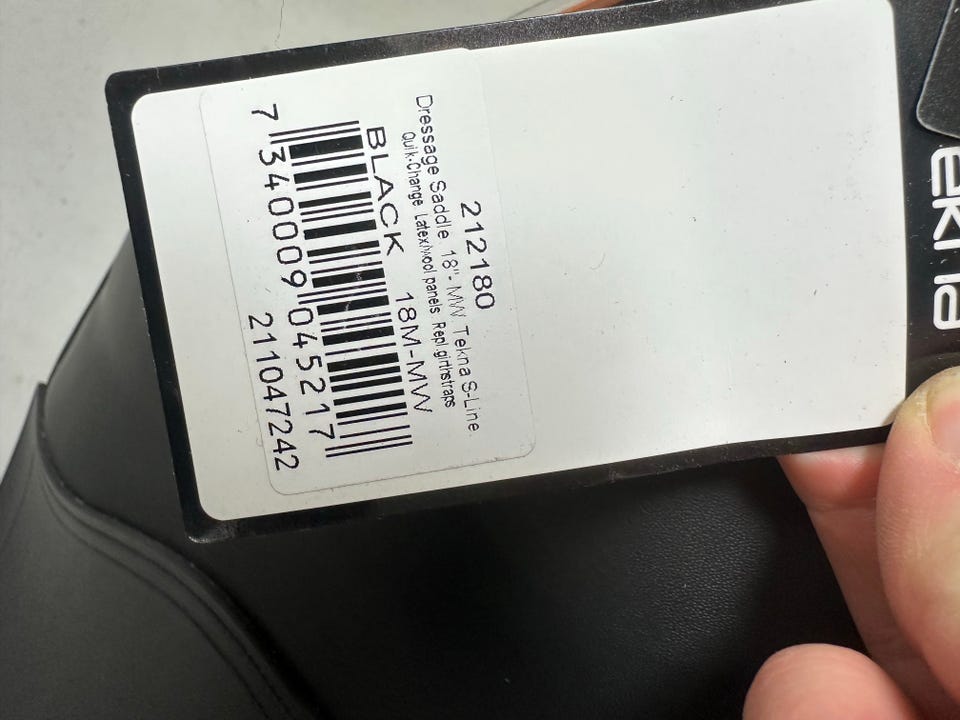 ekna
212180
Dressage Saddle. 18"- MW Tekna S-Line.
Quik-Change Latex/wool panels. Repl.girthstraps
BLACK 18M-MW
7 340009 045217
211047242